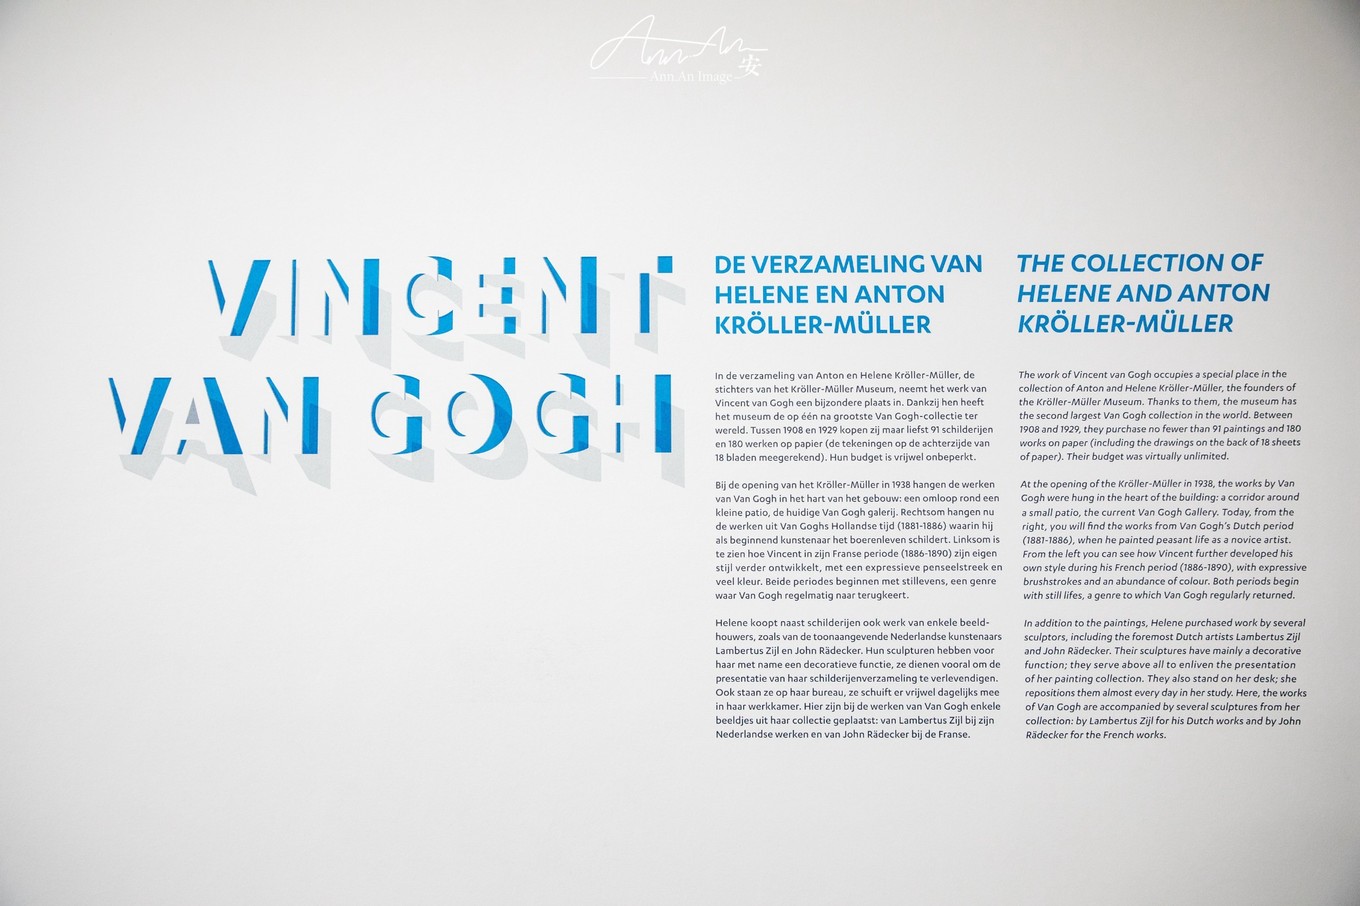 Ann An
安
Ann An Image
VINCENT
VAN GOGH
DE VERZAMELING VAN
HELENE EN ANTON
KRÖLLER-MÜLLER
In de verzameling van Anton en Helene Kröller-Müller, de
stichters van het Kröller-Müller Museum, neemt het werk van
Vincent van Gogh een bijzondere plaats in. Dankzij hen heeft
het museum de op één na grootste Van Gogh-collectie ter
wereld. Tussen 1908 en 1929 kopen zij maar liefst 91 schilderijen
en 180 werken op papier (de tekeningen op de achterzijde van
18 bladen meegerekend). Hun budget is vrijwel onbeperkt.
Bij de opening van het Kröller-Müller in 1938 hangen de werken
van Van Gogh in het hart van het gebouw: een omloop rond een
kleine patio, de huidige Van Gogh galerij. Rechtsom hangen nu
de werken uit Van Goghs Hollandse tijd (1881-1886) waarin hij
als beginnend kunstenaar het boerenleven schildert. Linksom is
te zien hoe Vincent in zijn Franse periode (1886-1890) zijn eigen
stijl verder ontwikkelt, met een expressieve penseelstreek en
veel kleur. Beide periodes beginnen met stillevens, een genre
waar Van Gogh regelmatig naar terugkeert.
Helene koopt naast schilderijen ook werk van enkele beeld-
houwers, zoals van de toonaangevende Nederlandse kunstenaars
Lambertus Zijl en John Rädecker. Hun sculpturen hebben voor
haar met name een decoratieve functie, ze dienen vooral om de
presentatie van haar schilderijenverzameling te verlevendigen.
Ook staan ze op haar bureau, ze schuift er vrijwel dagelijks mee
in haar werkkamer. Hier zijn bij de werken van Van Gogh enkele
beeldjes uit haar collectie geplaatst: van Lambertus Zijl bij zijn
Nederlandse werken en van John Rädecker bij de Franse.
THE COLLECTION OF
HELENE AND ANTON
KRÖLLER-MÜLLER
The work of Vincent van Gogh occupies a special place in the
collection of Anton and Helene Kröller-Müller, the founders of
the Kröller-Müller Museum. Thanks to them, the museum has
the second largest Van Gogh collection in the world. Between
1908 and 1929, they purchase no fewer than 91 paintings and 180
works on paper (including the drawings on the back of 18 sheets
of paper). Their budget was virtually unlimited.
At the opening of the Kröller-Müller in 1938, the works by Van
Gogh were hung in the heart of the building: a corridor around
a small patio, the current Van Gogh Gallery. Today, from the
right, you will find the works from Van Gogh's Dutch period
(1881-1886), when he painted peasant life as a novice artist.
From the left you can see how Vincent further developed his
own style during his French period (1886-1890), with expressive
brushstrokes and an abundance of colour. Both periods begin
with still lifes, a genre to which Van Gogh regularly returned.
In addition to the paintings, Helene purchased work by several
sculptors, including the foremost Dutch artists Lambertus Zijl
and John Rädecker. Their sculptures have mainly a decorative
function; they serve above all to enliven the presentation
of her painting collection. They also stand on her desk; she
repositions them almost every day in her study. Here, the works
of Van Gogh are accompanied by several sculptures from her
collection: by Lambertus Zijl for his Dutch works and by John
Rädecker for the French works.